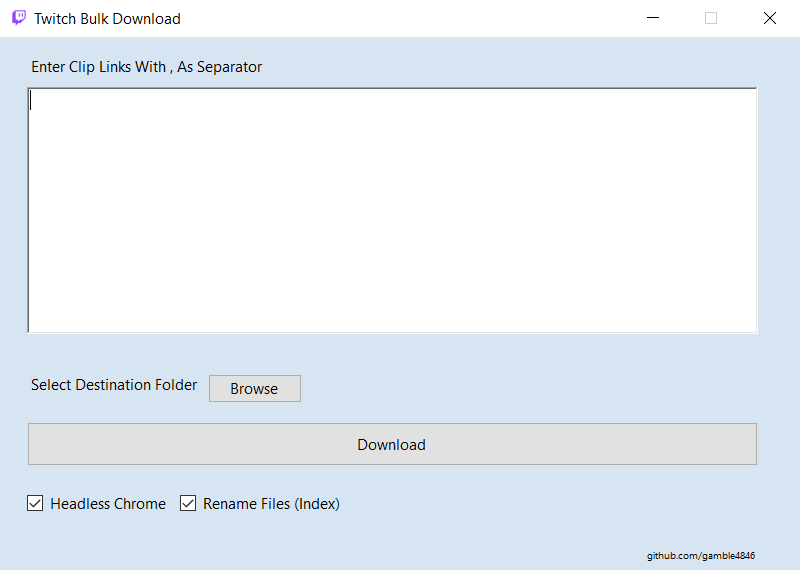 Twitch Bulk Download
Enter Clip Links With , As Separator
Select Destination Folder Browse
Download
Headless Chrome Rename Files (Index)
github.com/gamble4846